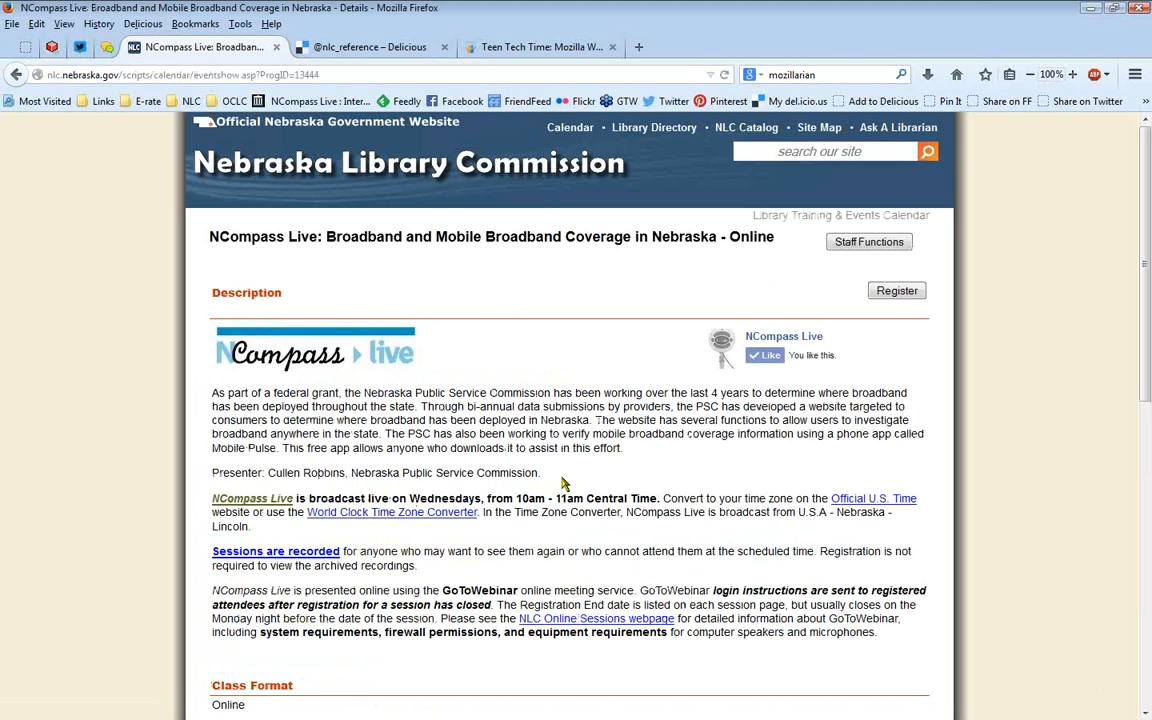 NCompass Live: Broadband and Mobile Broadband Coverage in Nebraska - Details - Mozilla Firefox
File Edit View History Delicious Bookmarks Tools Help
NLC NCompass Live: Broadban... × @nlc_reference – Delicious × Teen Tech Time: Mozilla W... × +
nlc.nebraska.gov/scripts/calendar/eventshow.asp?ProgID=13444 mozillarian 100% ABP
Most Visited Links E-rate NLC OCLC NCompass Live : Inter... Feedly Facebook FriendFeed Flickr GTW Twitter Pinterest My del.icio.us Add to Delicious Pin It Share on FF Share on Twitter »
Official Nebraska Government Website
Calendar • Library Directory • NLC Catalog • Site Map • Ask A Librarian
Nebraska Library Commission
search our site
Library Training & Events Calendar
NCompass Live: Broadband and Mobile Broadband Coverage in Nebraska - Online
Staff Functions
Description
Register
NCompass live
NCompass Live
Like You like this.
As part of a federal grant, the Nebraska Public Service Commission has been working over the last 4 years to determine where broadband
has been deployed throughout the state. Through bi-annual data submissions by providers, the PSC has developed a website targeted to
consumers to determine where broadband has been deployed in Nebraska. The website has several functions to allow users to investigate
broadband anywhere in the state. The PSC has also been working to verify mobile broadband coverage information using a phone app called
Mobile Pulse. This free app allows anyone who downloads it to assist in this effort.
Presenter: Cullen Robbins, Nebraska Public Service Commission.
NCompass Live is broadcast live on Wednesdays, from 10am - 11am Central Time. Convert to your time zone on the Official U.S. Time
website or use the World Clock Time Zone Converter. In the Time Zone Converter, NCompass Live is broadcast from U.S.A - Nebraska -
Lincoln.
Sessions are recorded for anyone who may want to see them again or who cannot attend them at the scheduled time. Registration is not
required to view the archived recordings.
NCompass Live is presented online using the GoToWebinar online meeting service. GoToWebinar login instructions are sent to registered
attendees after registration for a session has closed. The Registration End date is listed on each session page, but usually closes on the
Monday night before the date of the session. Please see the NLC Online Sessions webpage for detailed information about GoToWebinar,
including system requirements, firewall permissions, and equipment requirements for computer speakers and microphones.
Class Format
Online